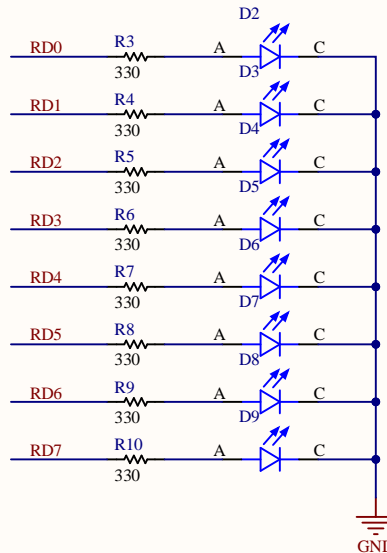 D2
RD0 R3 A C
330 D3
RD1 R4 A C
330 D4
RD2 R5 A C
330 D5
RD3 R6 A C
330 D6
RD4 R7 A C
330 D7
RD5 R8 A C
330 D8
RD6 R9 A C
330 D9
RD7 R10 A C
330
GND